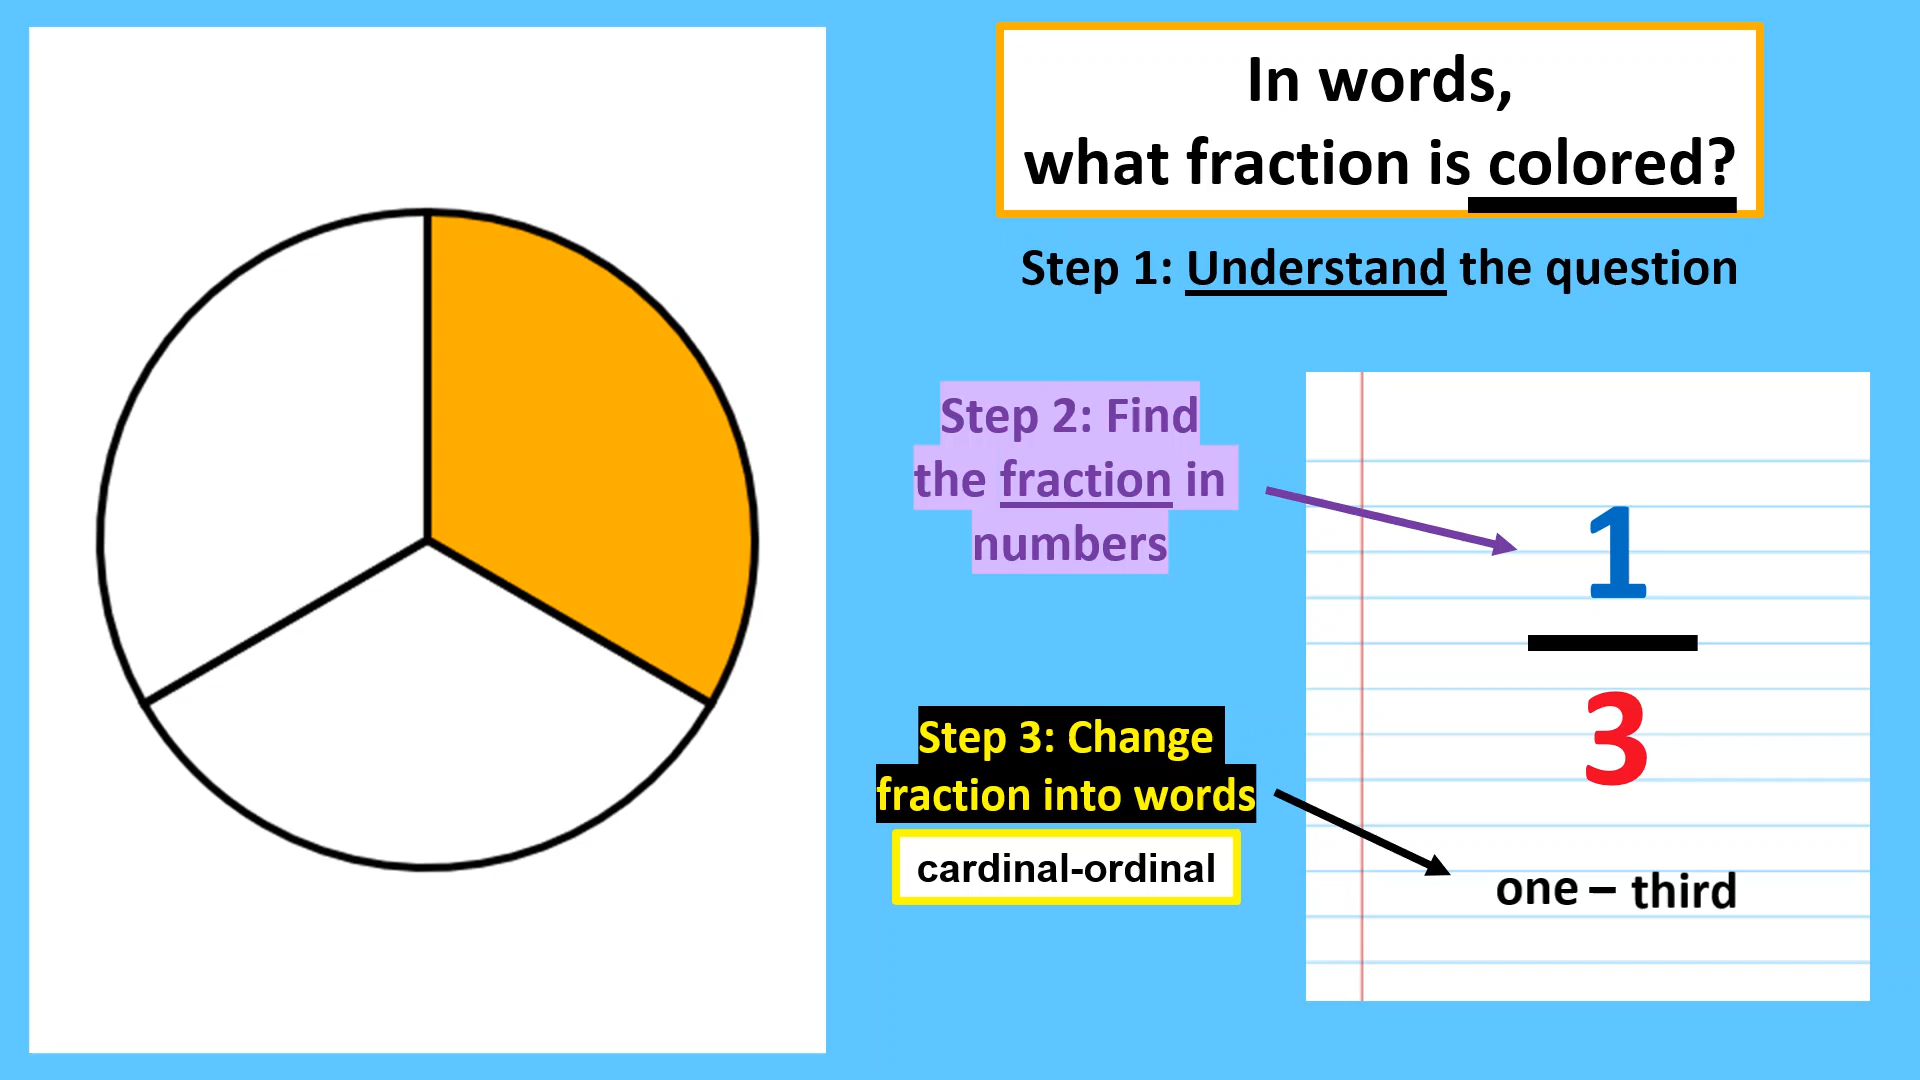 In words,
what fraction is colored?
Step 1: Understand the question
Step 2: Find
the fraction in
numbers
1
3
Step 3: Change
fraction into words
cardinal-ordinal
one – third